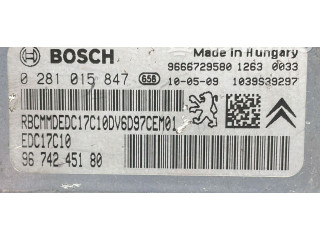 BOSCH
Made in Hungary
9666729580 1263 0033
0 281 015 847 658
10-05-09 1039S39297
RBCMMDEDC17C10DV6D97CEM01
EDC17C10
96 742 451 80